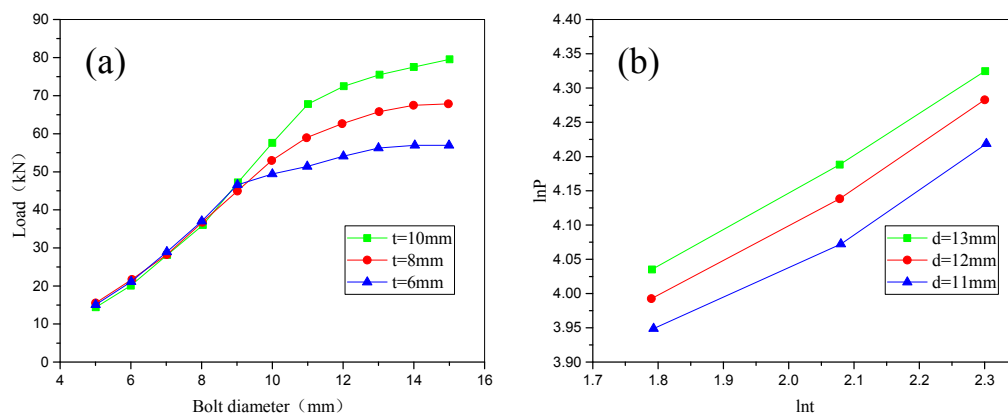 (a)
90
80
70
60
50
40
30
20
10
0
Load（kN）
4
6
8
10
12
14
16
Bolt diameter（mm）
t=10mm
t=8mm
t=6mm
(b)
4.40
4.35
4.30
4.25
4.20
4.15
4.10
4.05
4.00
3.95
3.90
lnP
1.7
1.8
1.9
2.0
2.1
2.2
2.3
lnt
d=13mm
d=12mm
d=11mm